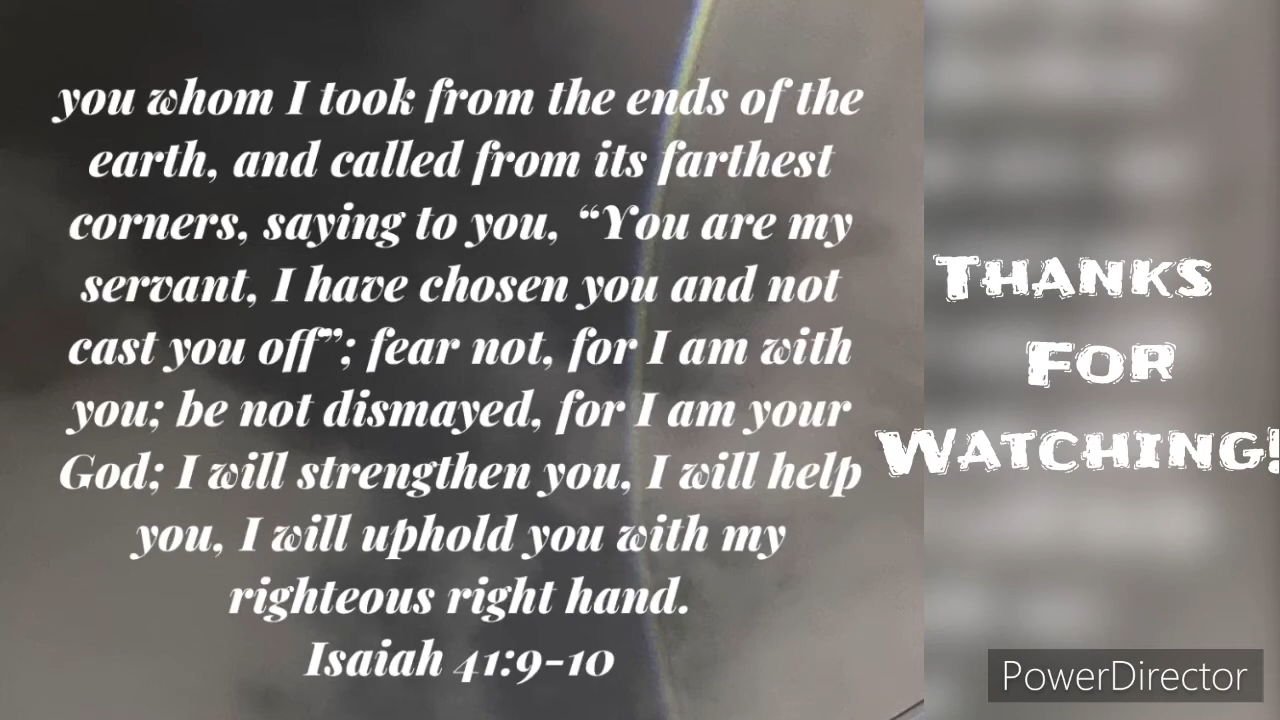 you whom I took from the ends of the
earth, and called from its farthest
corners, saying to you, “You are my
servant, I have chosen you and not
cast you off”; fear not, for I am with
you; be not dismayed, for I am your
God; I will strengthen you, I will help
you, I will uphold you with my
righteous right hand.
Isaiah 41:9-10
THANKS
FOR
WATCHING!
PowerDirector